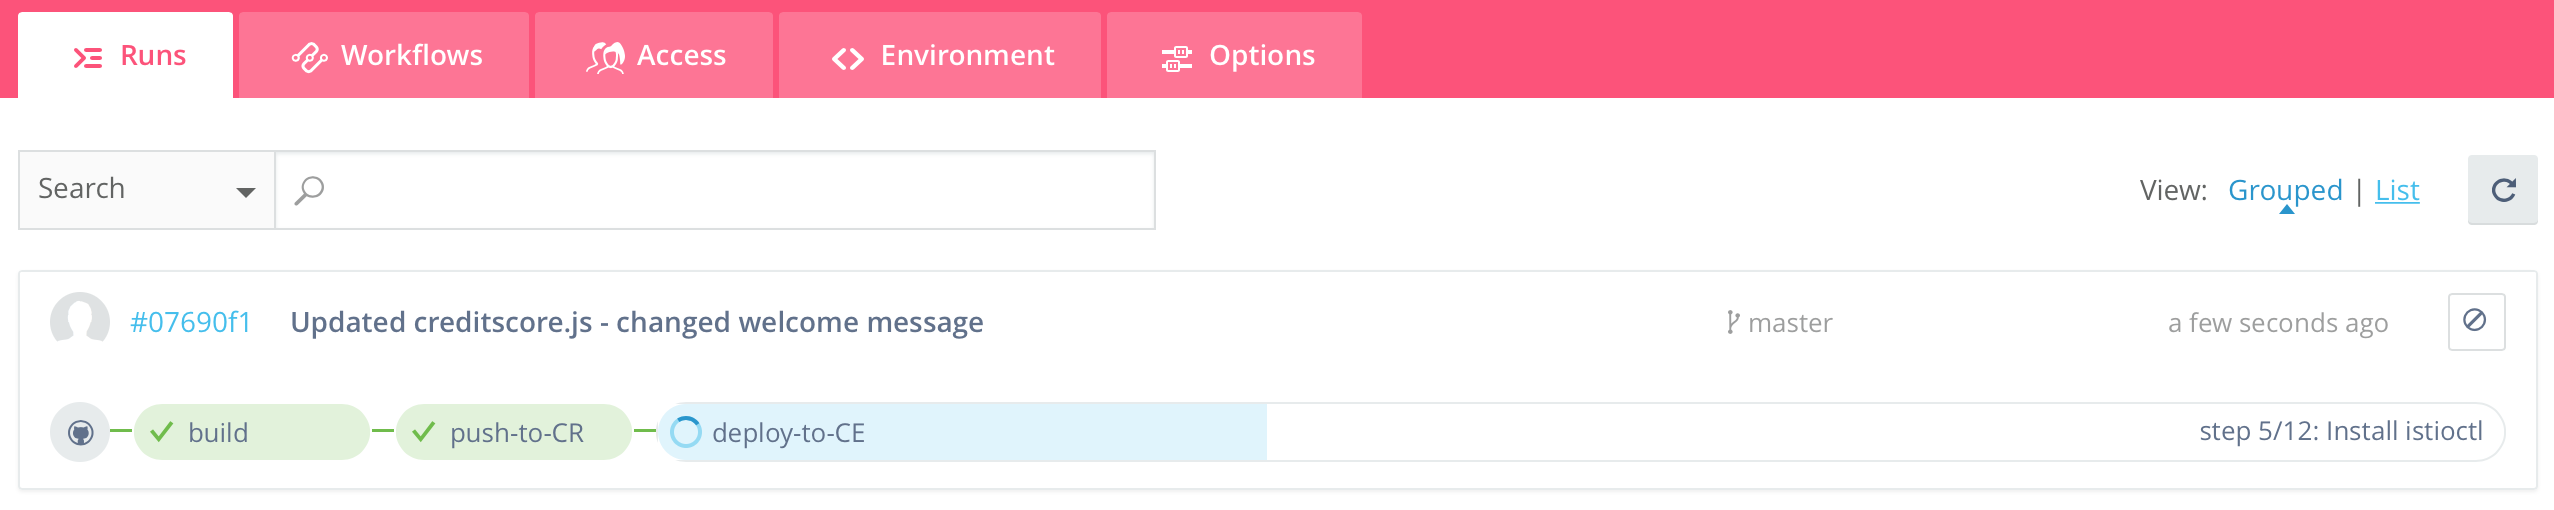 Runs Workflows Access Environment Options
Search View: Grouped | List
#07690f1 Updated creditscore.js - changed welcome message master a few seconds ago
build push-to-CR deploy-to-CE step 5/12: Install istioctl